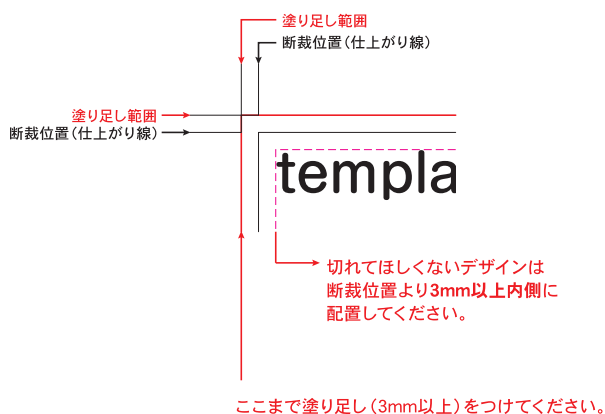 塗り足し範囲
断裁位置（仕上がり線）
塗り足し範囲
断裁位置（仕上がり線）
templa
切れてほしくないデザインは
断裁位置より3mm以上内側に
配置してください。
ここまで塗り足し（3mm以上）をつけてください。